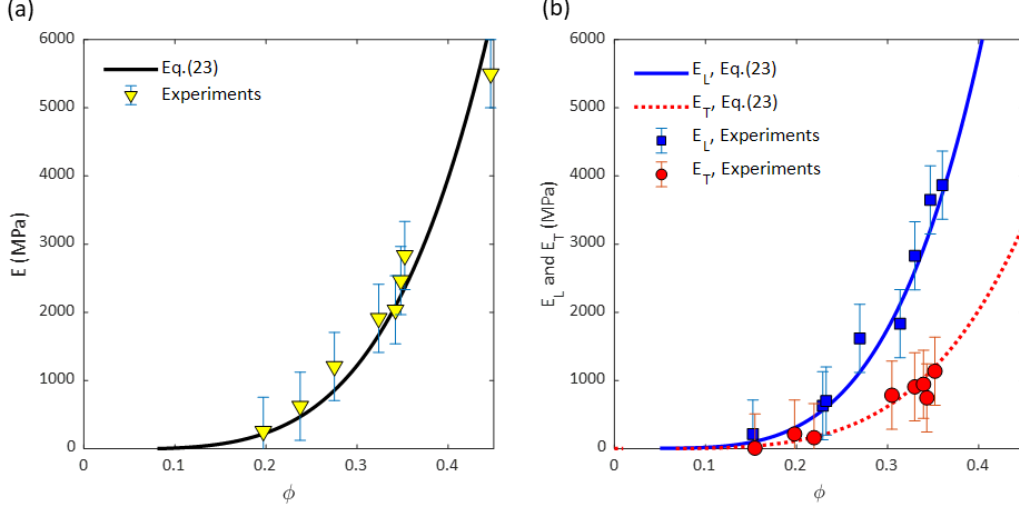 (a)
6000
5000
4000
3000
2000
1000
0
E (MPa)
Eq.(23)
Experiments
0
0.1
0.2
0.3
0.4
ϕ
(b)
6000
5000
4000
3000
2000
1000
0
E_L and E_T (MPa)
E_L, Eq.(23)
E_T, Eq.(23)
E_L, Experiments
E_T, Experiments
0
0.1
0.2
0.3
0.4
ϕ